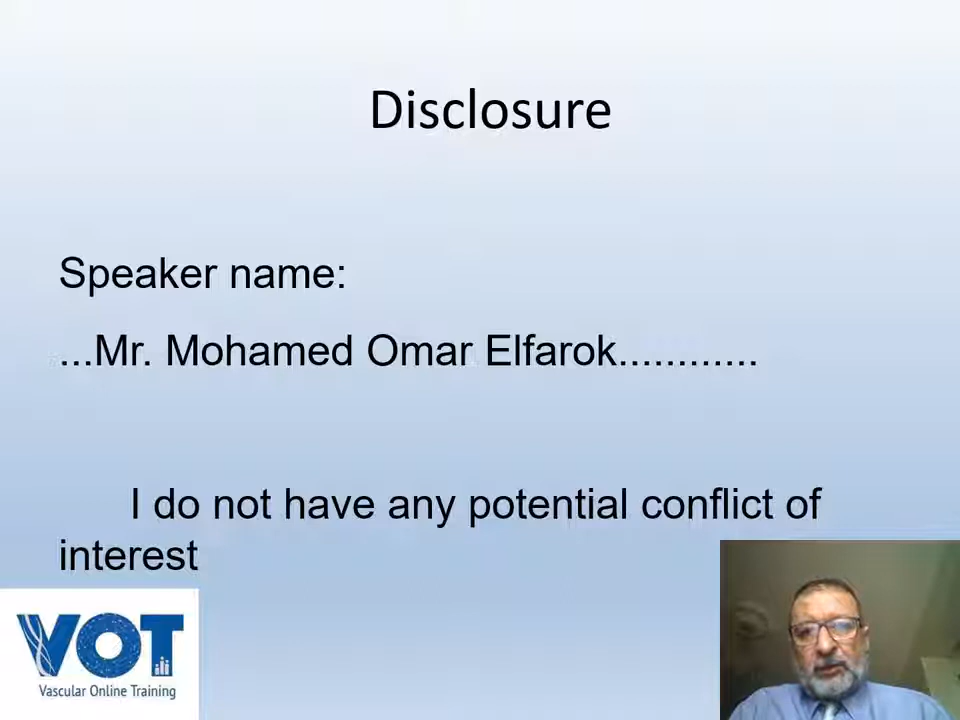 Disclosure
Speaker name:
...Mr. Mohamed Omar Elfarok............
I do not have any potential conflict of
interest
VOT
Vascular Online Training